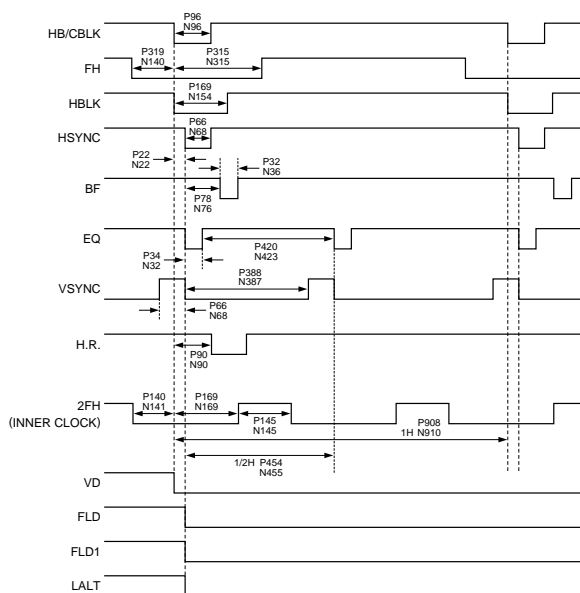 P96
HB/CBLK N96
P319 P315
FH N140 N315
P169
HBLK N154
P66
HSYNC N68
P22 P32
N22 N36
BF
P78
N76
EQ
P420
P34 N423
N32
P388
VSYNC N387
P66
N68
H.R.
P90
N90
P140 P169
2FH N141 N169
(INNER CLOCK) P145 P908
N145 1H N910
1/2H P454
N455
VD
FLD
FLD1
LALT